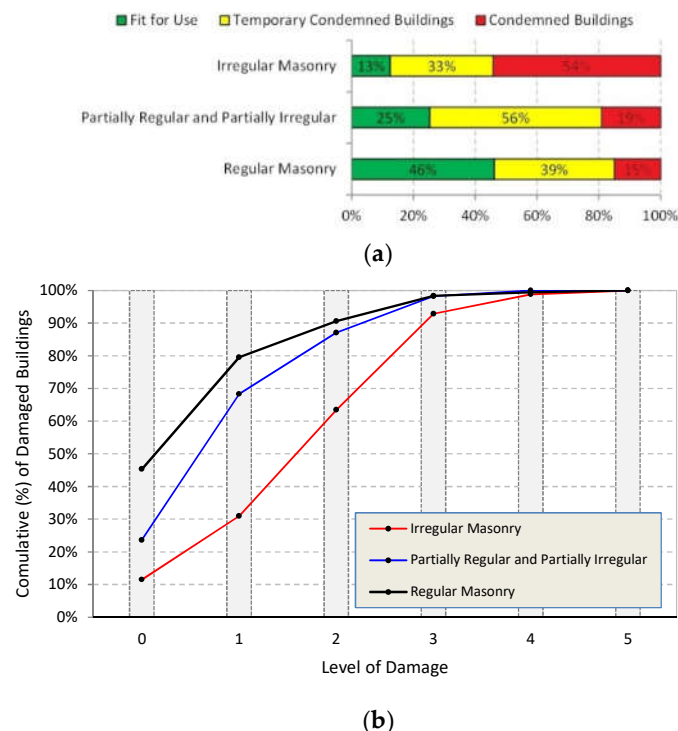 Fit for Use Temporary Condemned Buildings Condemned Buildings
Irregular Masonry 13% 33% 54%
Partially Regular and Partially Irregular 25% 56% 19%
Regular Masonry 46% 39% 15%
0% 20% 40% 60% 80% 100%
(a)
100%
90%
80%
70%
60%
50%
40%
30%
20%
10%
0%
Comulative (%) of Damaged Buildings
Irregular Masonry
Partially Regular and Partially Irregular
Regular Masonry
0 1 2 3 4 5
Level of Damage
(b)